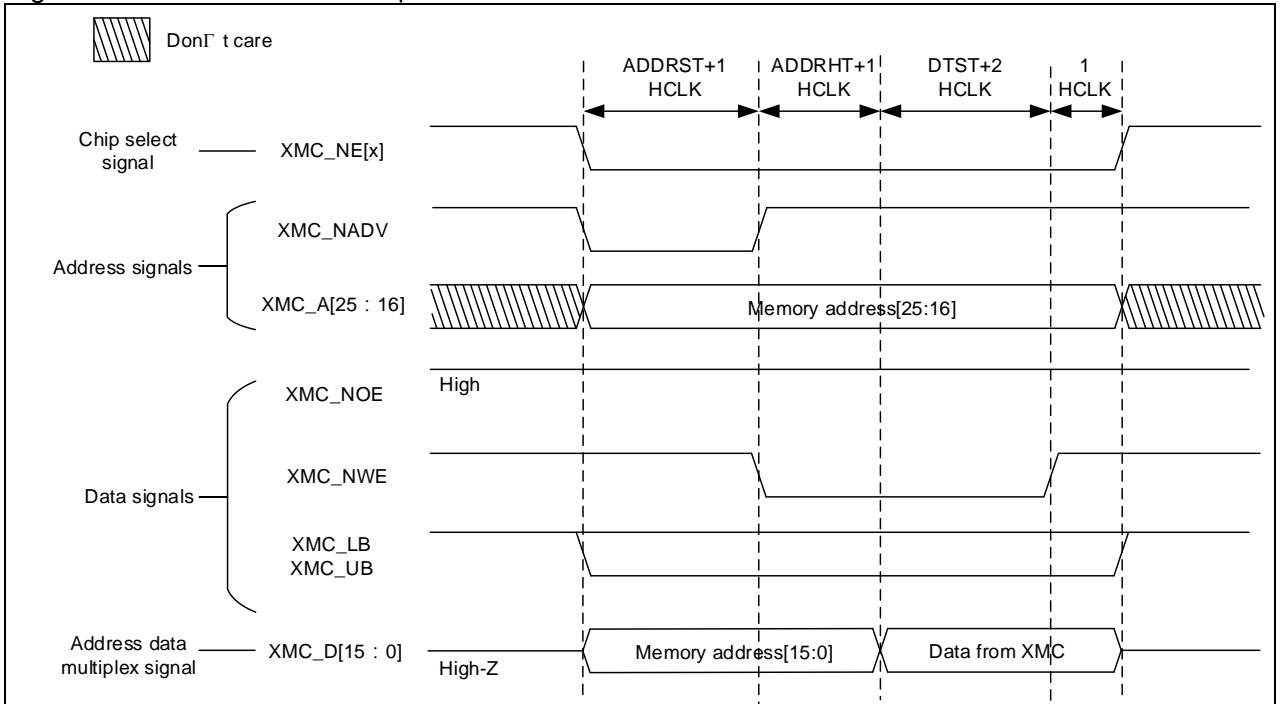 DonΓ t care
ADDRST+1
HCLK
ADDRHT+1
HCLK
DTST+2
HCLK
1
HCLK
Chip select
signal
XMC_NE[x]
Address signals
XMC_NADV
XMC_A[25 : 16]
Memory address[25:16]
Data signals
XMC_NOE
High
XMC_NWE
XMC_LB
XMC_UB
Address data
multiplex signal
XMC_D[15 : 0]
High-Z
Memory address[15:0]
Data from XMC